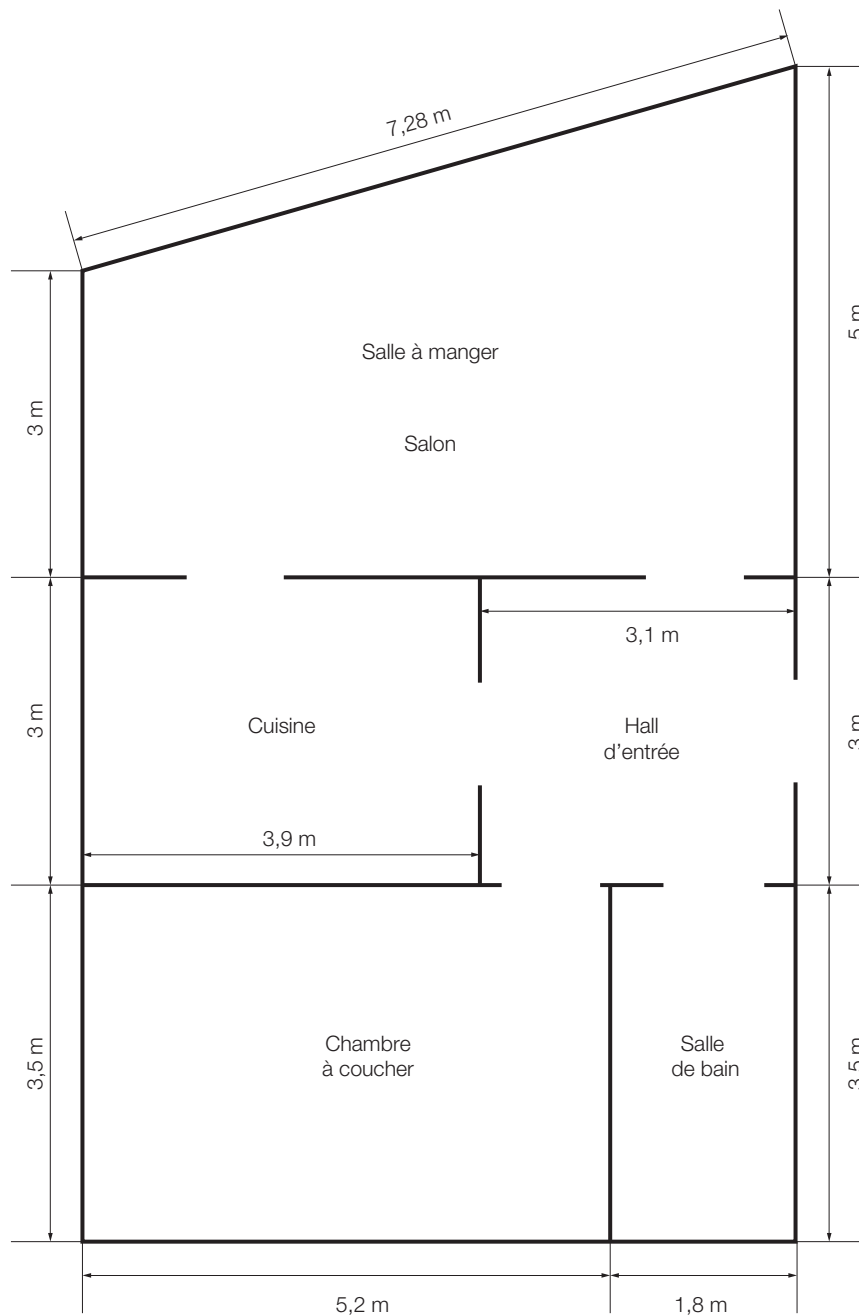 7,28 m
5 m
3 m
Salle à manger
Salon
3,1 m
3 m
Cuisine
Hall
d’entrée
3 m
3,9 m
3,5 m
Chambre
à coucher
Salle
de bain
3,5 m
5,2 m
1,8 m